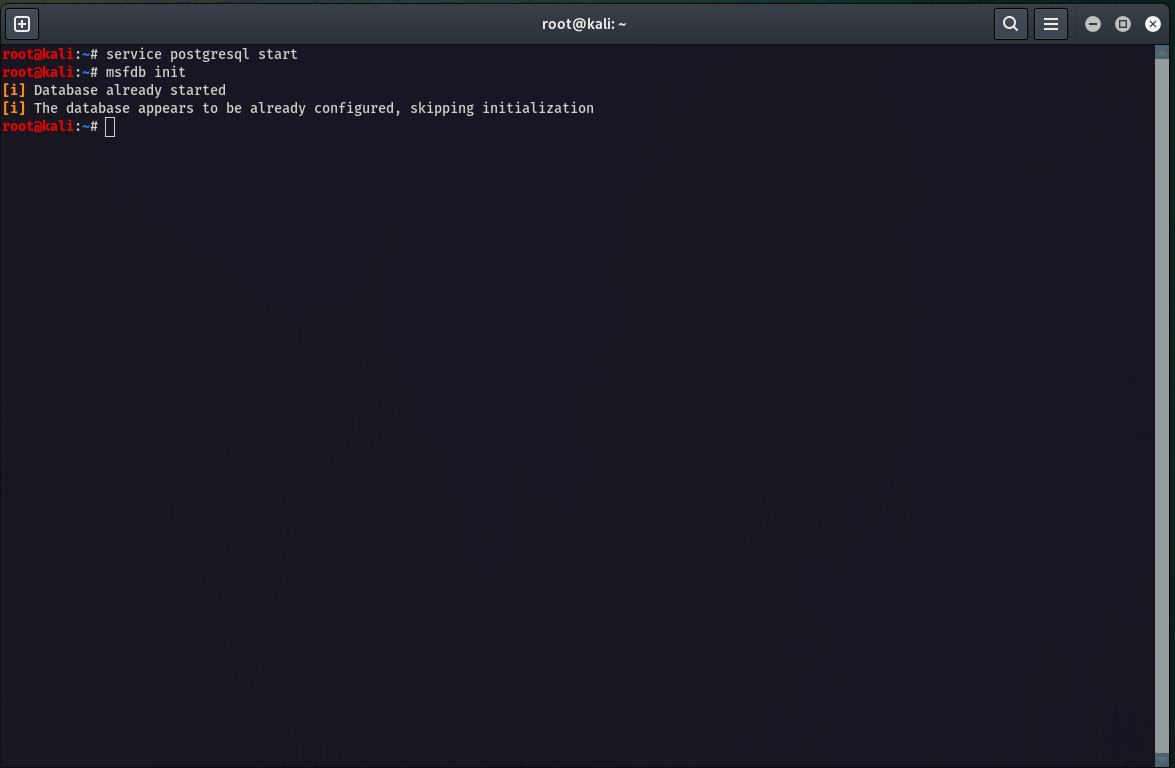 root@kali: ~
root@kali:~# service postgresql start
root@kali:~# msfdb init
[i] Database already started
[i] The database appears to be already configured, skipping initialization
root@kali:~#